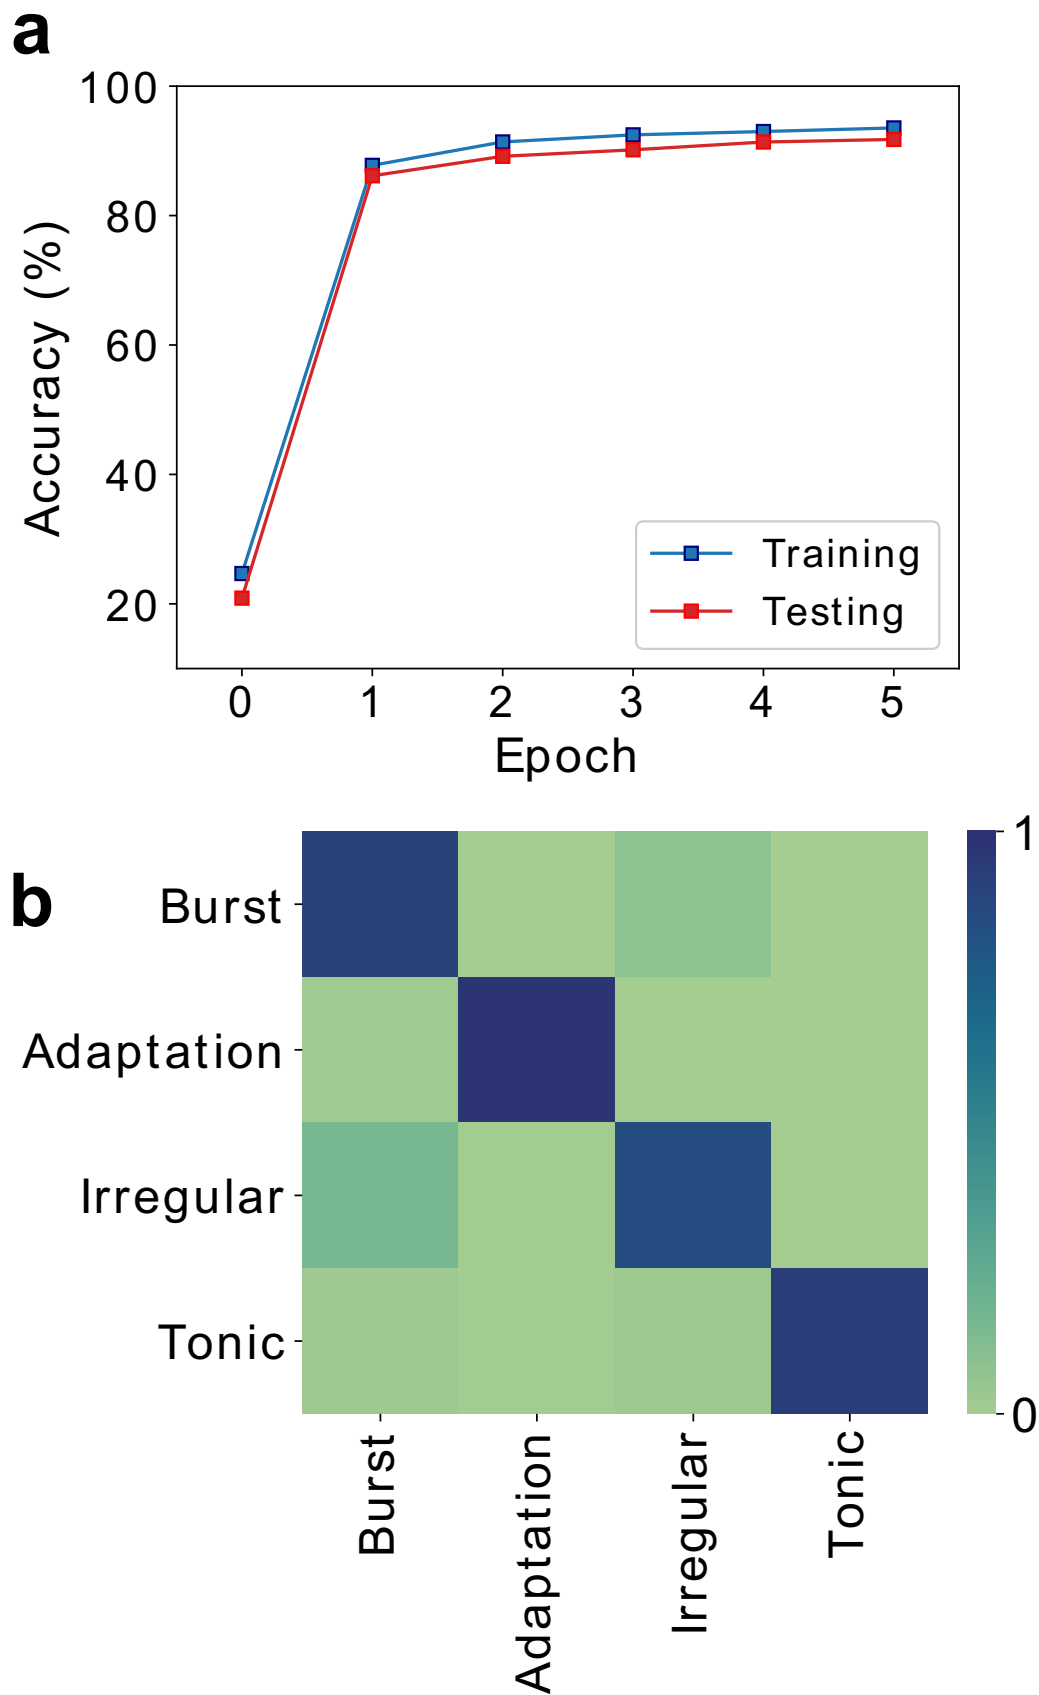 a
100
80
60
40
20
Accuracy (%)
Training
Testing
0 1 2 3 4 5
Epoch
b
Burst
Adaptation
Irregular
Tonic
1
0
Burst
Adaptation
Irregular
Tonic